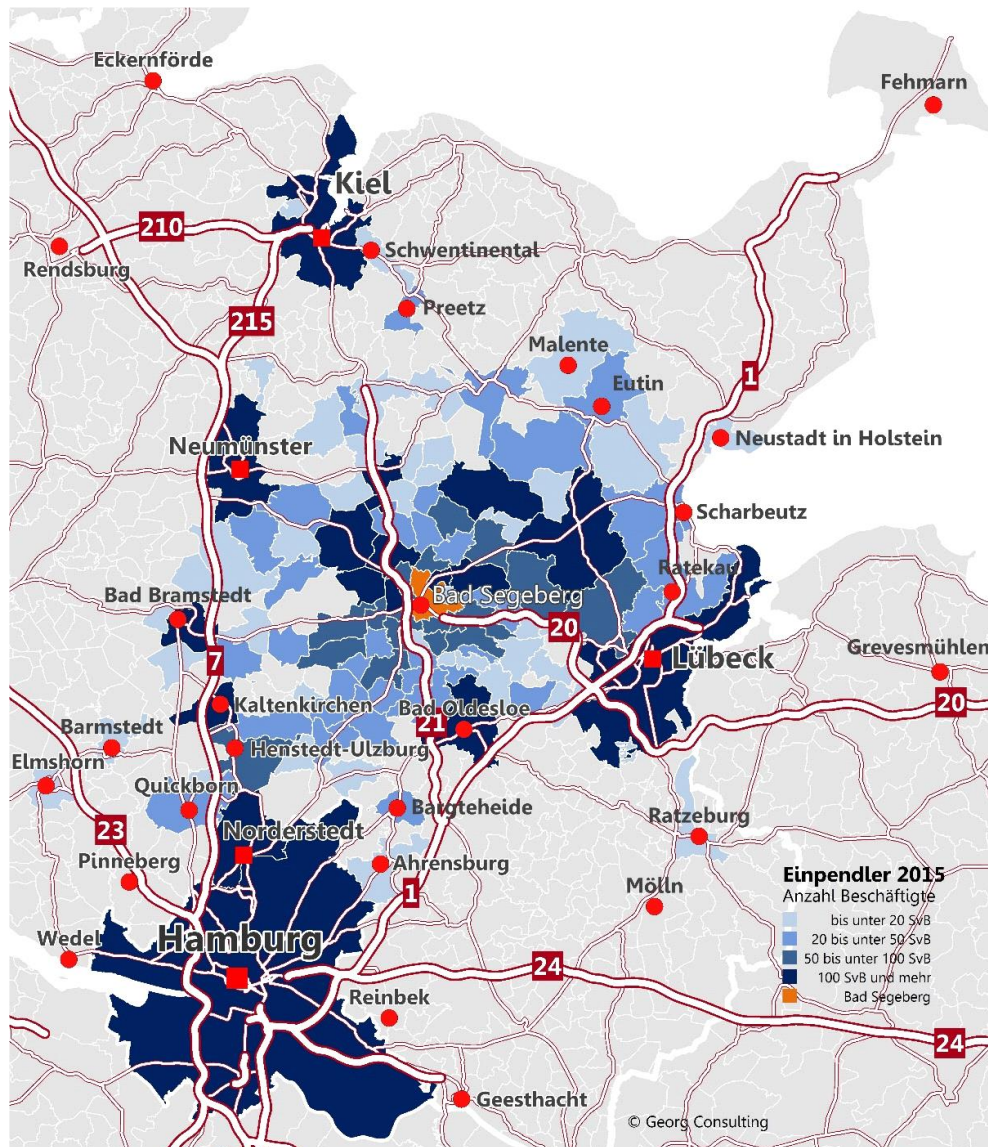 Eckernförde
Fehmarn
Kiel
210
Schwentinental
Rendsburg
Preetz
215
Malente
1
Eutin
Neumünster
Neustadt in Holstein
Scharbeutz
Ratekau
Bad Segeberg
Bad Bramstedt
20
Lübeck
7
Grevesmühlen
Kaltenkirchen
Bad Oldesloe
20
21
Barmstedt
Henstedt-Ulzburg
Elmshorn
Quickborn
Bargteheide
Ratzeburg
23
Norderstedt
Pinneberg
Ahrensburg
1
Mölln
Einpendler 2015
Anzahl Beschäftigte
bis unter 20 SvB
20 bis unter 50 SvB
50 bis unter 100 SvB
100 SvB und mehr
Bad Segeberg
Wedel
Hamburg
24
Reinbek
24
Geesthacht
© Georg Consulting